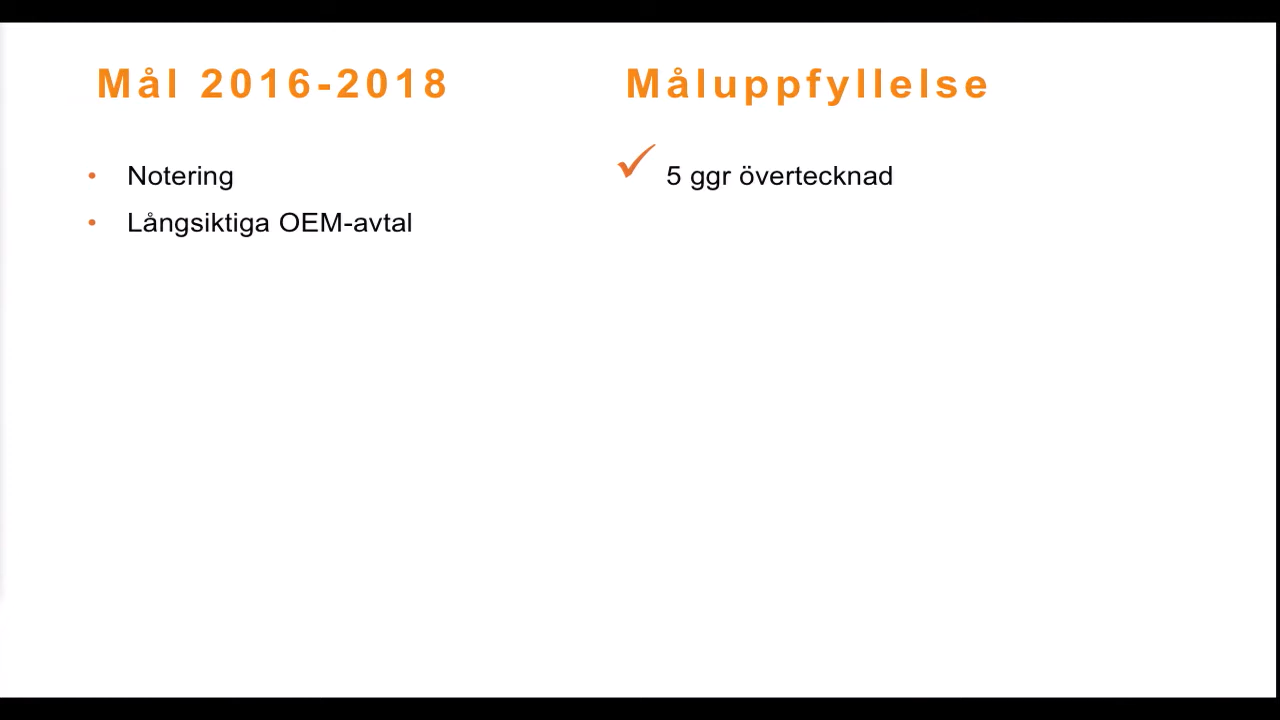 Mål 2016-2018
• Notering
• Långsiktiga OEM-avtal
Måluppfyllelse
✓ 5 ggr övertecknad